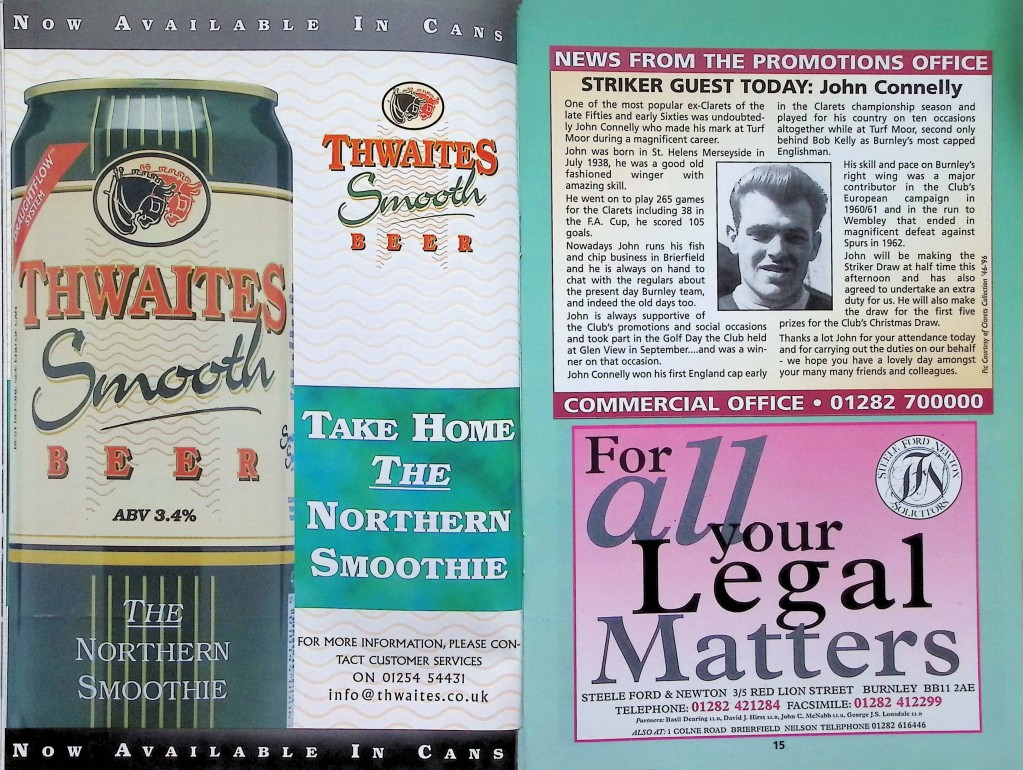 NOW AVAILABLE IN CANS
DRAUGHTFLOW™
SYSTEM
THWAITES
Smooth
BEER
ABV 3.4%
THE
NORTHERN
SMOOTHIE
THWAITES
Smooth
BEER
TAKE HOME
THE
NORTHERN
SMOOTHIE
FOR MORE INFORMATION, PLEASE CON-
TACT CUSTOMER SERVICES
ON 01254 54431
info@thwaites.co.uk
NOW AVAILABLE IN CANS
NEWS FROM THE PROMOTIONS OFFICE
STRIKER GUEST TODAY: John Connelly
One of the most popular ex-Clarets of the
late Fifties and early Sixties was undoubted-
ly John Connelly who made his mark at Turf
Moor during a magnificent career.
John was born in St. Helens Merseyside in
July 1938, he was a good old
fashioned winger with
amazing skill.
He went on to play 265 games
for the Clarets including 38 in
the F.A. Cup, he scored 105
goals.
Nowadays John runs his fish
and chip business in Brierfield
and he is always on hand to
chat with the regulars about
the present day Burnley team,
and indeed the old days too.
John is always supportive of
the Club's promotions and social occasions
and took part in the Golf Day the Club held
at Glen View in September....and was a win-
ner on that occasion.
John Connelly won his first England cap early
in the Clarets championship season and
played for his country on ten occasions
altogether while at Turf Moor, second only
behind Bob Kelly as Burnley's most capped
Englishman.
His skill and pace on Burnley's
right wing was a major
contributor in the Club's
European campaign in
1960/61 and in the run to
Wembley that ended in
magnificent defeat against
Spurs in 1962.
John will be making the
Striker Draw at half time this
afternoon and has also
agreed to undertake an extra
duty for us. He will also make
the draw for the first five
prizes for the Club's Christmas Draw.
Thanks a lot John for your attendance today
and for carrying out the duties on our behalf
- we hope you have a lovely day amongst
your many many friends and colleagues.
Pic Courtesy of Clarets Collection '46-'96
COMMERCIAL OFFICE • 01282 700000
For
all
your
Legal
Matters
STEELE FORD NEWTON
SOLICITORS
STEELE FORD & NEWTON 3/5 RED LION STREET BURNLEY BB11 2AE
TELEPHONE: 01282 421284 FACSIMILE: 01282 412299
Partners: Basil Dearing LL.B, David J. Hirst LL.B, John C. McNabb LL.B, George J.S. Lonsdale LL.B
ALSO AT: 1 COLNE ROAD BRIERFIELD NELSON TELEPHONE 01282 616446
15